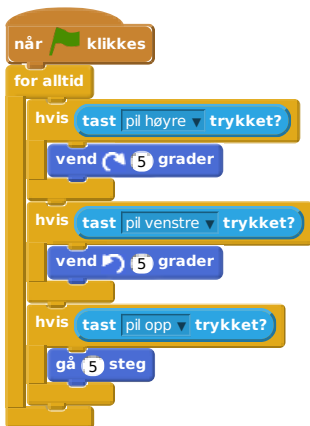 når klikkes
for alltid
hvis tast pil høyre trykket?
vend 5 grader
hvis tast pil venstre trykket?
vend 5 grader
hvis tast pil opp trykket?
gå 5 steg